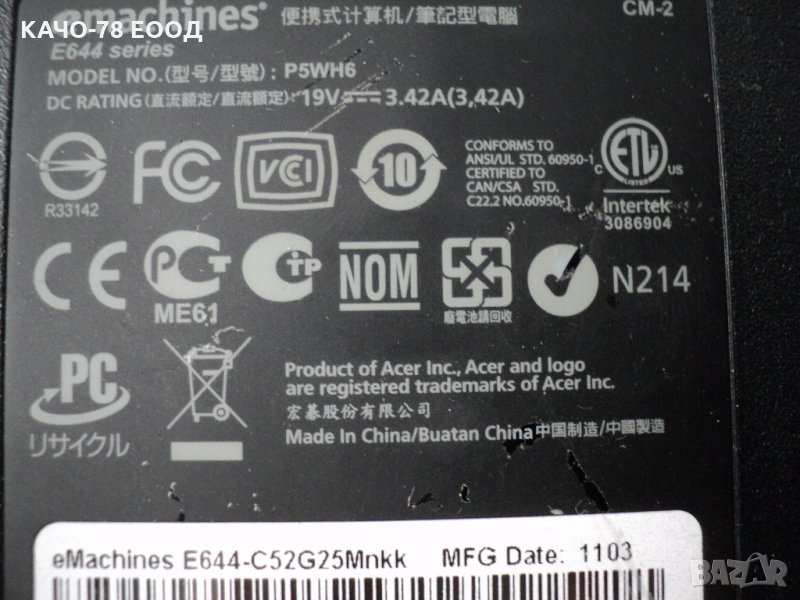 КАЧО-78 ЕООД
eMachines 便携式计算机/筆記型電腦
CM-2
E644 series
MODEL NO.(型号/型號): P5WH6
DC RATING(直流额定/直流額定): 19V 3.42A(3,42A)
R33142
FC
VCCI
10
CONFORMS TO
ANSI/UL STD. 60950-1
CERTIFIED TO
CAN/CSA STD.
C22.2 NO.60950-1
C ETL US
LISTED
Intertek
3086904
CE
PCT
ME61
TP
NOM
廢電池請回收
N214
PC
リサイクル
Product of Acer Inc., Acer and logo
are registered trademarks of Acer Inc.
宏碁股份有限公司
Made In China/Buatan China中国制造/中國製造
eMachines E644-C52G25Mnkk MFG Date: 1103
BAZAR